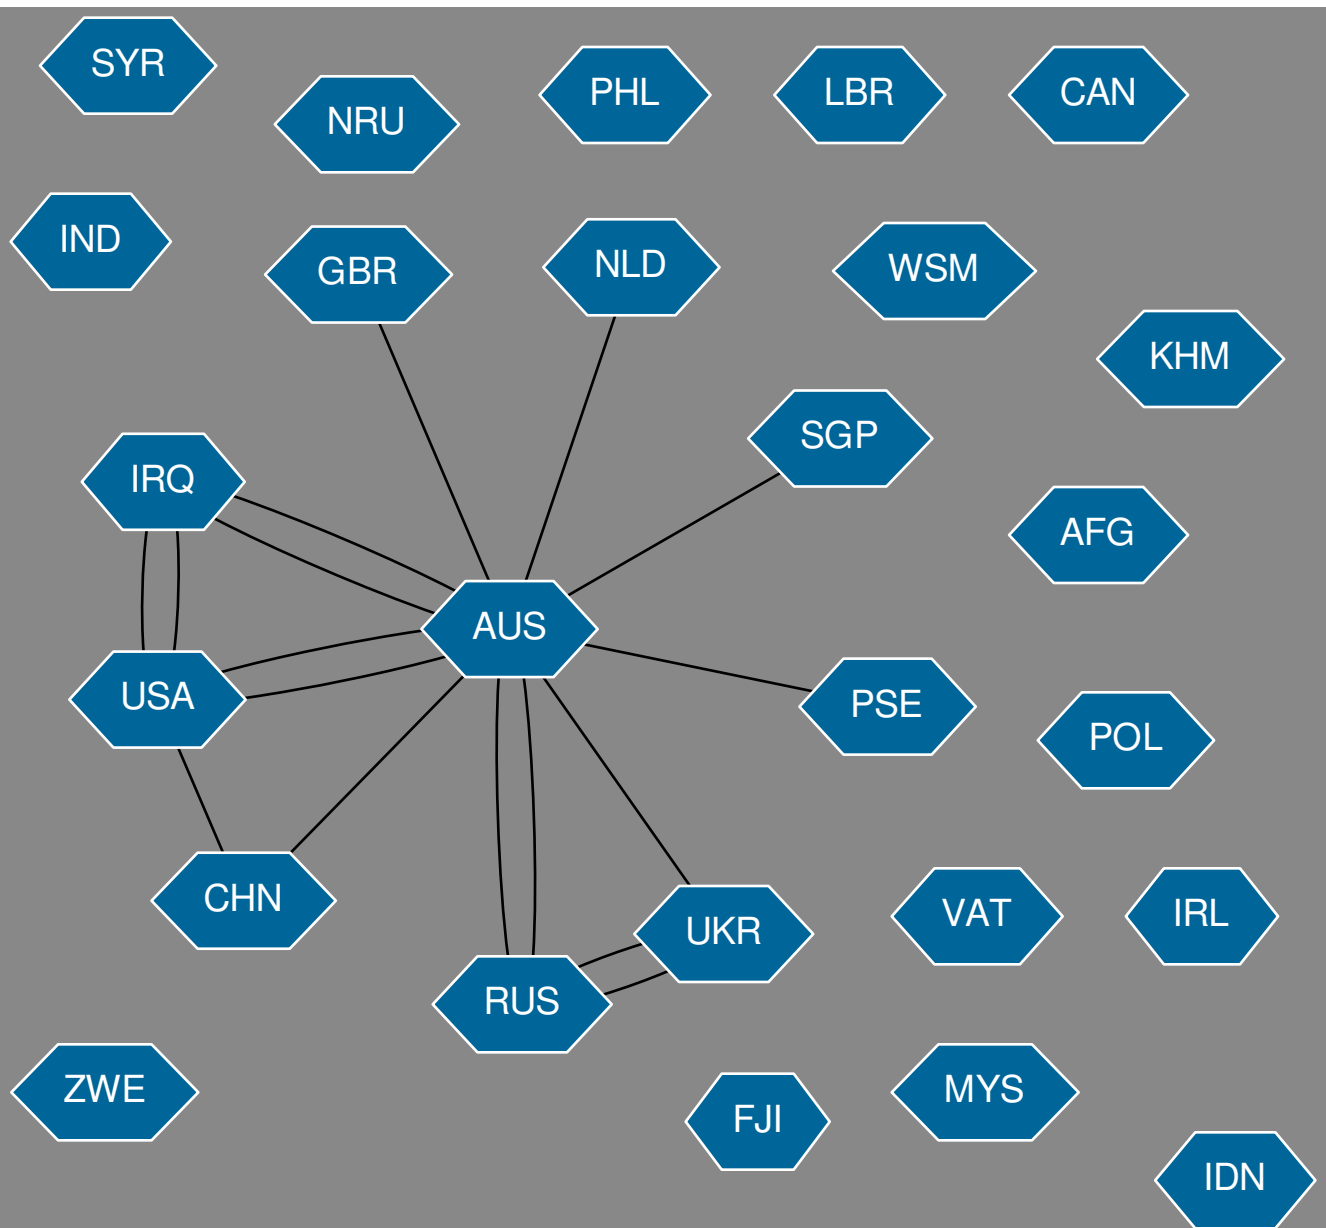 SYR
NRU
PHL
LBR
CAN
IND
GBR
NLD
WSM
KHM
SGP
IRQ
AFG
AUS
USA
PSE
POL
CHN
UKR
VAT
IRL
RUS
ZWE
FJI
MYS
IDN